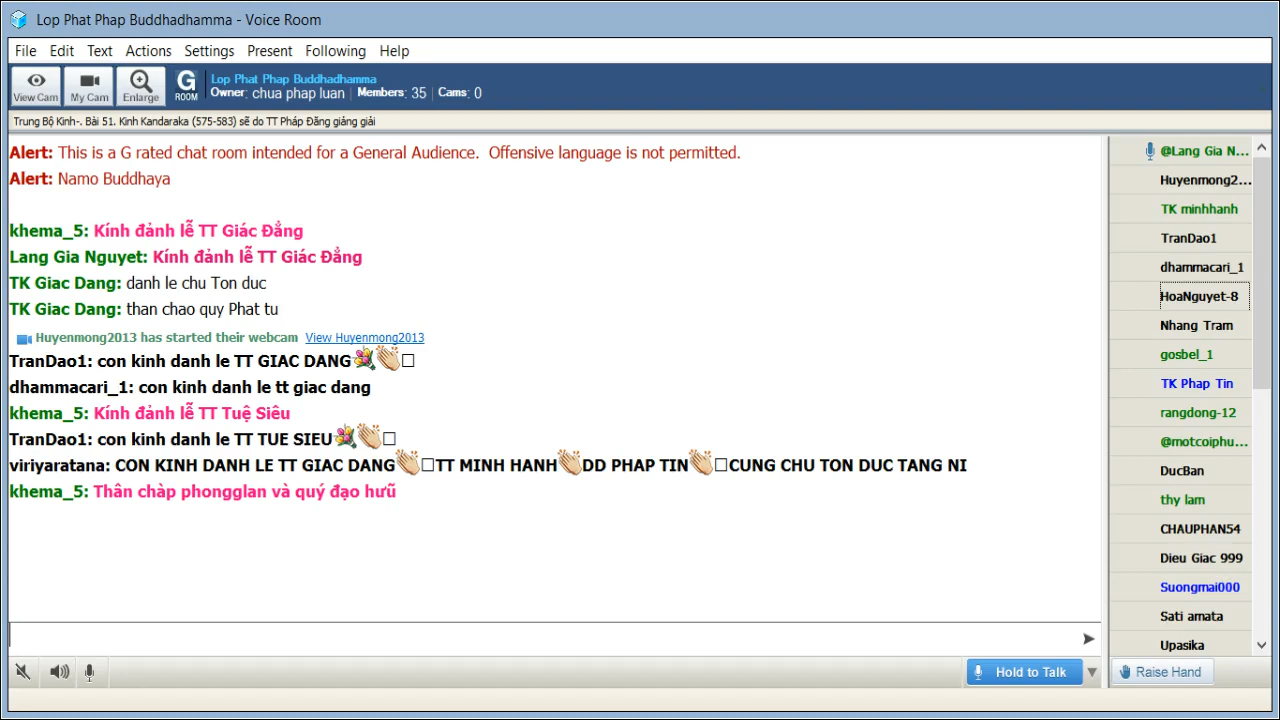 Lop Phat Phap Buddhadhamma - Voice Room
File Edit Text Actions Settings Present Following Help
View Cam My Cam Enlarge G ROOM
Lop Phat Phap Buddhadhamma
Owner: chua phap luan Members: 35 Cams: 0
Trung Bộ Kinh-. Bài 51. Kinh Kandaraka (575-583) sẽ do TT Pháp Đăng giảng giải
Alert: This is a G rated chat room intended for a General Audience. Offensive language is not permitted.
Alert: Namo Buddhaya
khema_5: Kính đảnh lễ TT Giác Đẳng
Lang Gia Nguyet: Kính đảnh lễ TT Giác Đẳng
TK Giac Dang: danh le chu Ton duc
TK Giac Dang: than chao quy Phat tu
Huyenmong2013 has started their webcam View Huyenmong2013
TranDao1: con kinh danh le TT GIAC DANG
dhammacari_1: con kinh danh le tt giac dang
khema_5: Kính đảnh lễ TT Tuệ Siêu
TranDao1: con kinh danh le TT TUE SIEU
viriyaratana: CON KINH DANH LE TT GIAC DANG TT MINH HANH DD PHAP TIN CUNG CHU TON DUC TANG NI
khema_5: Thân chàp phongglan và quý đạo hưũ
@Lang Gia N...
Huyenmong2...
TK minhhanh
TranDao1
dhammacari_1
HoaNguyet-8
Nhang Tram
gosbel_1
TK Phap Tin
rangdong-12
@motcoiphu...
DucBan
thy lam
CHAUPHAN54
Dieu Giac 999
Suongmai000
Sati amata
Upasika
Hold to Talk
Raise Hand